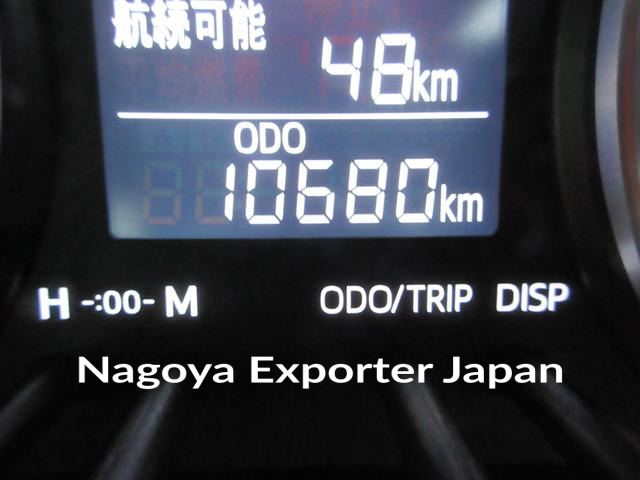 航続可能
48km
ODO
10680km
H -:00- M ODO/TRIP DISP
Nagoya Exporter Japan